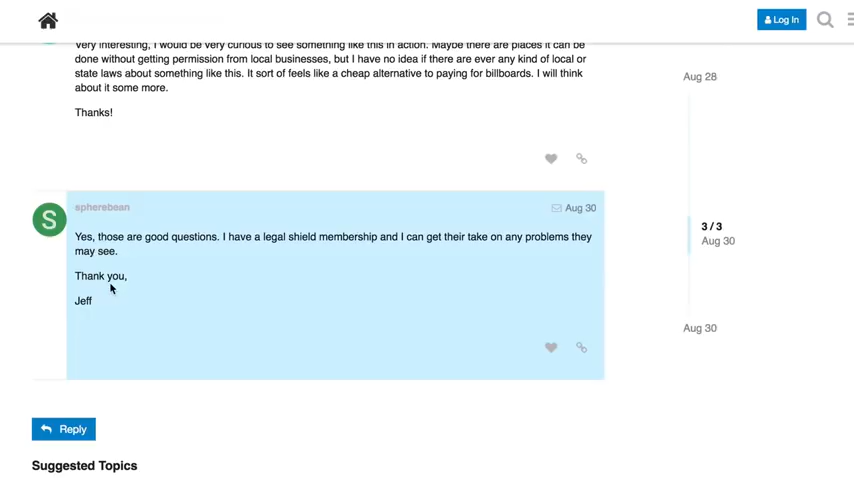 Log In
Very interesting, I would be very curious to see something like this in action. Maybe there are places it can be
done without getting permission from local businesses, but I have no idea if there are ever any kind of local or
state laws about something like this. It sort of feels like a cheap alternative to paying for billboards. I will think
about it some more.
Thanks!
Aug 28
S
spherebean
Aug 30
Yes, those are good questions. I have a legal shield membership and I can get their take on any problems they
may see.
Thank you,
Jeff
3 / 3
Aug 30
Aug 30
Reply
Suggested Topics